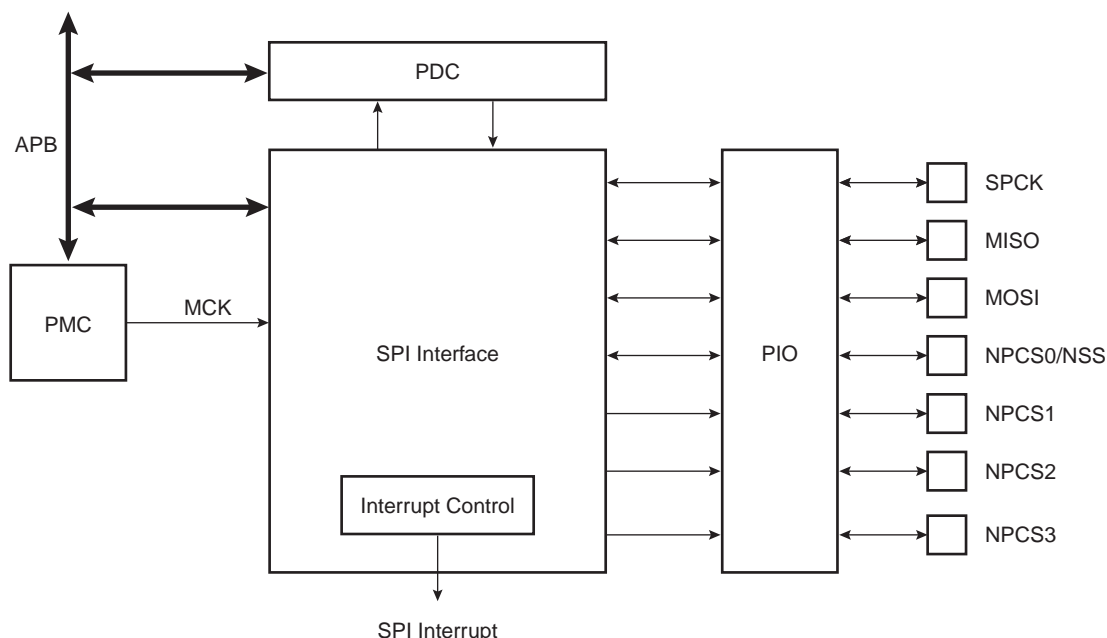 PDC
APB
SPCK
MISO
MCK
MOSI
PMC
SPI Interface
PIO
NPCS0/NSS
NPCS1
NPCS2
Interrupt Control
NPCS3
SPI Interrupt